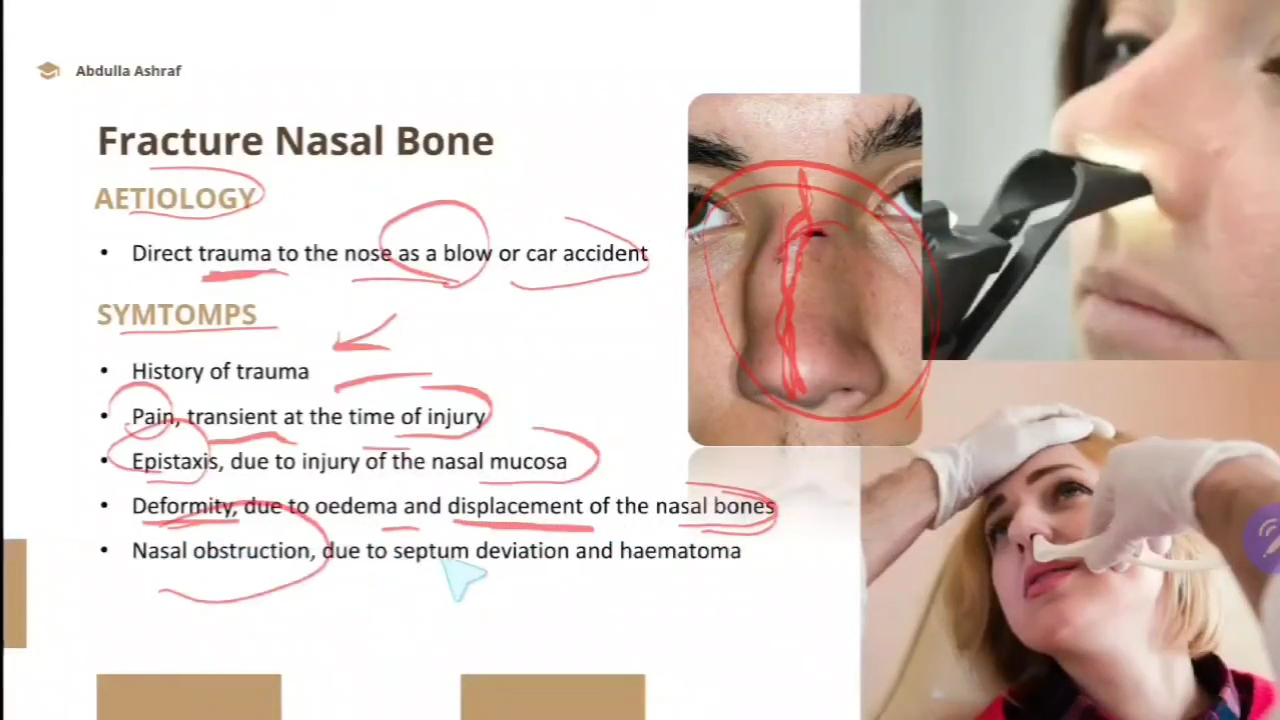 Abdulla Ashraf
Fracture Nasal Bone
AETIOLOGY
• Direct trauma to the nose as a blow or car accident
SYMTOMPS
• History of trauma
• Pain, transient at the time of injury
• Epistaxis, due to injury of the nasal mucosa
• Deformity, due to oedema and displacement of the nasal bones
• Nasal obstruction, due to septum deviation and haematoma